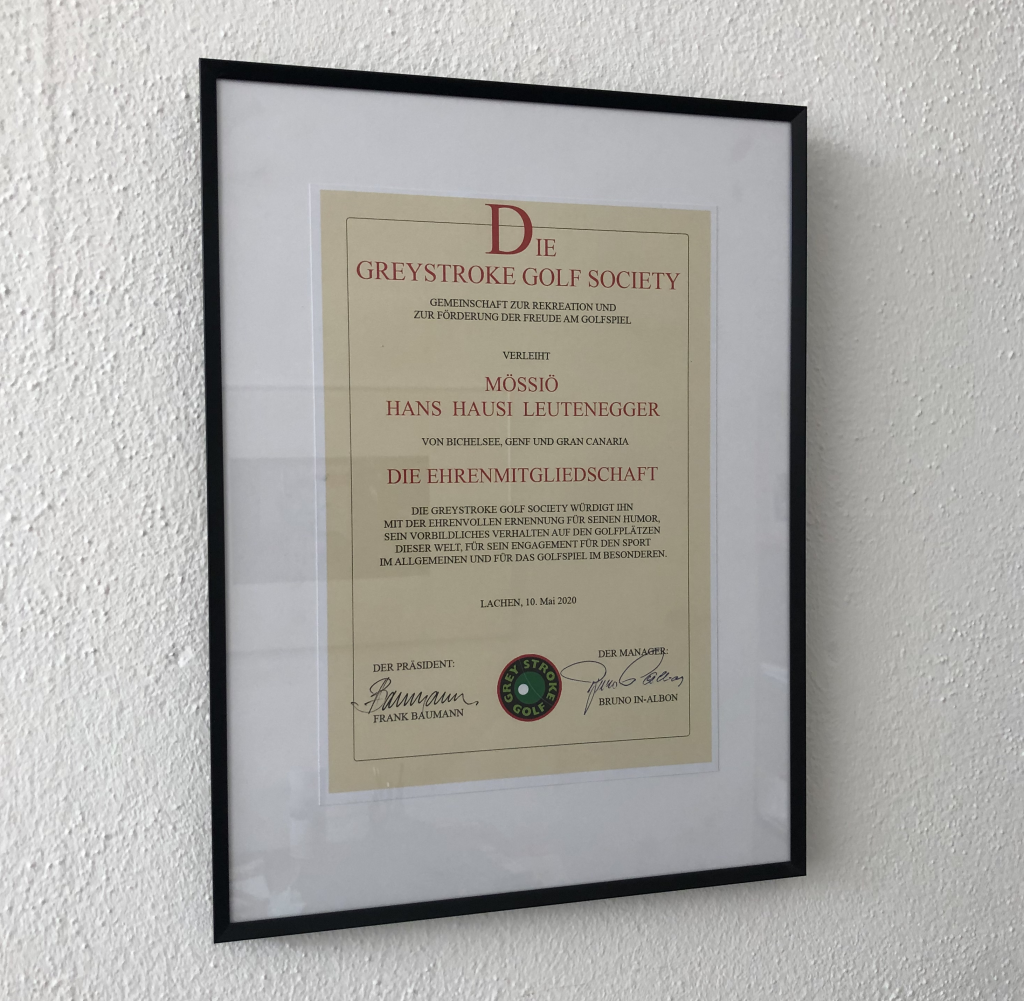 DIE
GREYSTROKE GOLF SOCIETY
GEMEINSCHAFT ZUR REKREATION UND
ZUR FÖRDERUNG DER FREUDE AM GOLFSPIEL
VERLEIHT
MÖSSIÖ
HANS HAUSI LEUTENEGGER
VON BICHELSEE, GENF UND GRAN CANARIA
DIE EHRENMITGLIEDSCHAFT
DIE GREYSTROKE GOLF SOCIETY WÜRDIGT IHN
MIT DER EHRENVOLLEN ERNENNUNG FÜR SEINEN HUMOR,
SEIN VORBILDLICHES VERHALTEN AUF DEN GOLFPLÄTZEN
DIESER WELT, FÜR SEIN ENGAGEMENT FÜR DEN SPORT
IM ALLGEMEINEN UND FÜR DAS GOLFSPIEL IM BESONDEREN.
LACHEN, 10. Mai 2020
DER PRÄSIDENT:
Baumann
FRANK BAUMANN
GREY STROKE
GOLF
DER MANAGER:
BRUNO IN-ALBON